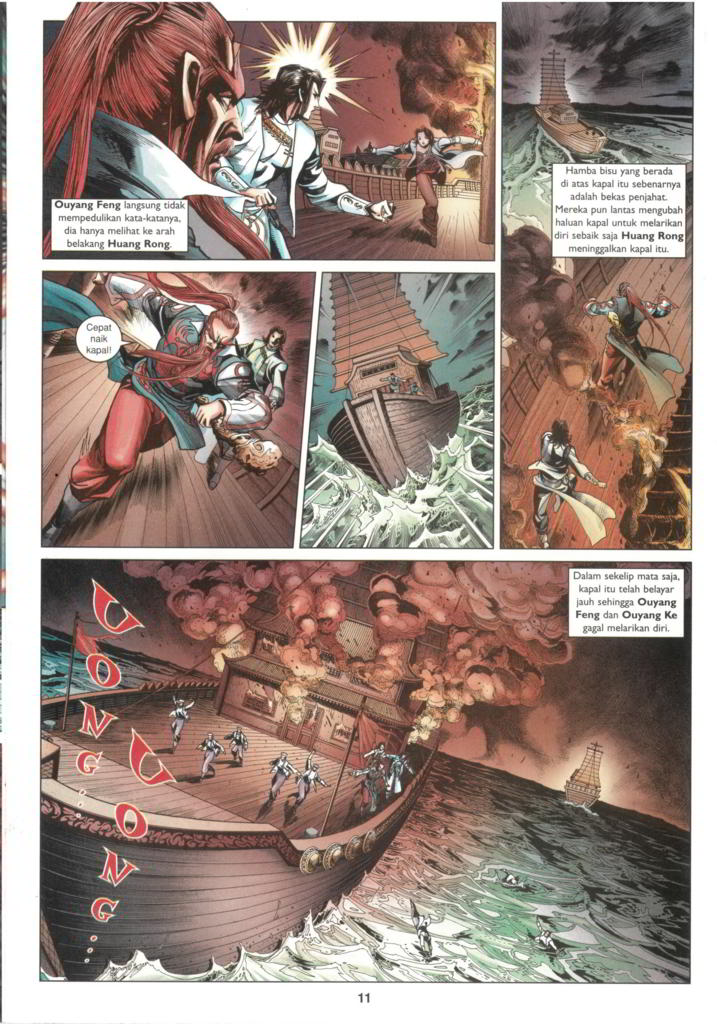 Ouyang Feng langsung tidak
mempedulikan kata-katanya,
dia hanya melihat ke arah
belakang Huang Rong.
Hamba bisu yang berada
di atas kapal itu sebenarnya
adalah bekas penjahat.
Mereka pun lantas mengubah
haluan kapal untuk melarikan
diri sebaik saja Huang Rong
meninggalkan kapal itu.
Cepat
naik
kapal!
Dalam sekelip mata saja,
kapal itu telah belayar
jauh sehingga Ouyang
Feng dan Ouyang Ke
gagal melarikan diri.
UONG...
UONG...
11